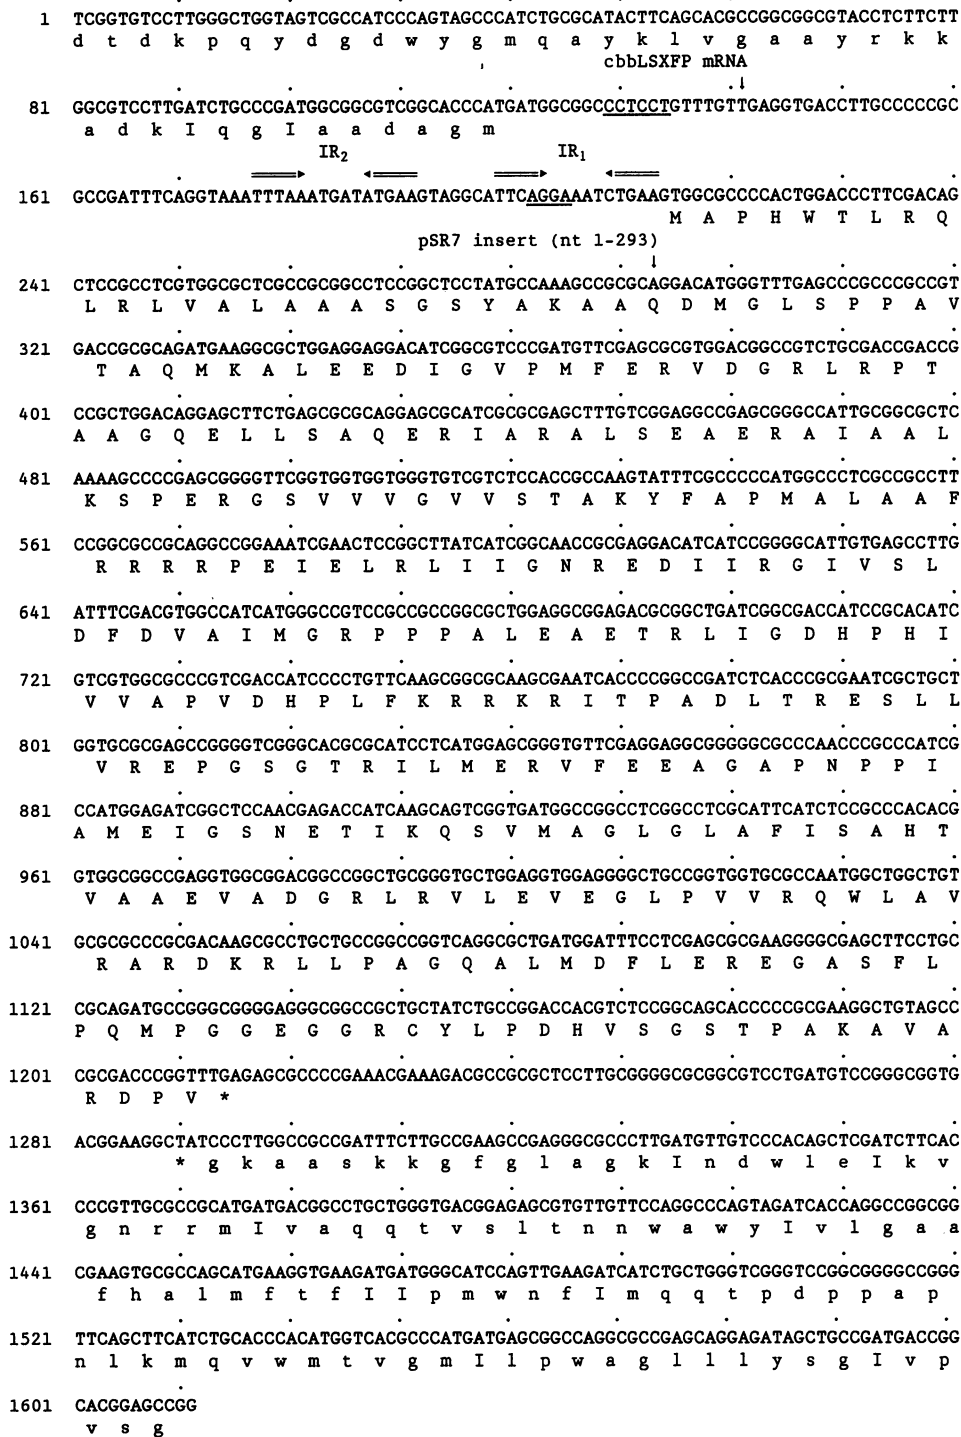 1 TCGGTGTCCTTGGGCTGGTAGTCGCCATCCCAGTAGCCCATCTGCGCATACTTCAGCACGCCGGCGGCGTACCTCTTCTT
d t d k p q y d g d w y g m q a y k l v g a a y r k k
cbbLSXFP mRNA
81 GGCGTCCTTGATCTGCCCGATGGCGGCGTCGGCACCCATGATGGCGGCCCTCCTGTTTGTTGAGGTGACCTTGCCCCCGC
a d k I q g I a a d a g m
IR2 IR1
161 GCCGATTTCAGGTAAATTTAAATGATATGAAGTAGGCATTCAGGAAATCTGAAGTGGCGCCCCACTGGACCCTTCGACAG
M A P H W T L R Q
pSR7 insert (nt 1-293)
241 CTCCGCCTCGTGGCGCTCGCCGCGGCCTCCGGCTCCTATGCCAAAGCCGCGCAGGACATGGGTTTGAGCCCGCCCGCCGT
L R L V A L A A A S G S Y A K A A Q D M G L S P P A V
321 GACCGCGCAGATGAAGGCGCTGGAGGAGGACATCGGCGTCCCGATGTTCGAGCGCGTGGACGGCCGTCTGCGACCGACCG
T A Q M K A L E E D I G V P M F E R V D G R L R P T
401 CCGCTGGACAGGAGCTTCTGAGCGCGCAGGAGCGCATCGCGCGAGCTTTGTCGGAGGCCGAGCGGGCCATTGCGGCGCTC
A A G Q E L L S A Q E R I A R A L S E A E R A I A A L
481 AAAAGCCCCGAGCGGGGTTCGGTGGTGGTGGGTGTCGTCTCCACCGCCAAGTATTTCGCCCCCATGGCCCTCGCCGCCTT
K S P E R G S V V V G V V S T A K Y F A P M A L A A F
561 CCGGCGCCGCAGGCCGGAAATCGAACTCCGGCTTATCATCGGCAACCGCGAGGACATCATCCGGGGCATTGTGAGCCTTG
R R R R P E I E L R L I I G N R E D I I R G I V S L
641 ATTTCGACGTGGCCATCATGGGCCGTCCGCCGCCGGCGCTGGAGGCGGAGACGCGGCTGATCGGCGACCATCCGCACATC
D F D V A I M G R P P P A L E A E T R L I G D H P H I
721 GTCGTGGCGCCCGTCGACCATCCCCTGTTCAAGCGGCGCAAGCGAATCACCCCGGCCGATCTCACCCGCGAATCGCTGCT
V V A P V D H P L F K R R K R I T P A D L T R E S L L
801 GGTGCGCGAGCCGGGGTCGGGCACGCGCATCCTCATGGAGCGGGTGTTCGAGGAGGCGGGGGCGCCCAACCCGCCCATCG
V R E P G S G T R I L M E R V F E E A G A P N P P I
881 CCATGGAGATCGGCTCCAACGAGACCATCAAGCAGTCGGTGATGGCCGGCCTCGGCCTCGCATTCATCTCCGCCCACACG
A M E I G S N E T I K Q S V M A G L G L A F I S A H T
961 GTGGCGGCCGAGGTGGCGGACGGCCGGCTGCGGGTGCTGGAGGTGGAGGGGCTGCCGGTGGTGCGCCAATGGCTGGCTGT
V A A E V A D G R L R V L E V E G L P V V R Q W L A V
1041 GCGCGCCCGCGACAAGCGCCTGCTGCCGGCCGGTCAGGCGCTGATGGATTTCCTCGAGCGCGAAGGGGCGAGCTTCCTGC
R A R D K R L L P A G Q A L M D F L E R E G A S F L
1121 CGCAGATGCCGGGCGGGGAGGGCGGCCGCTGCTATCTGCCGGACCACGTCTCCGGCAGCACCCCCGCGAAGGCTGTAGCC
P Q M P G G E G G R C Y L P D H V S G S T P A K A V A
1201 CGCGACCCGGTTTGAGAGCGCCCCGAAACGAAAGACGCCGCGCTCCTTGCGGGGCGCGGCGTCCTGATGTCCGGGCGGTG
R D P V *
1281 ACGGAAGGCTATCCCTTGGCCGCCGATTTCTTGCCGAAGCCGAGGGCGCCCTTGATGTTGTCCCACAGCTCGATCTTCAC
* g k a a s k k g f g l a g k I n d w l e I k v
1361 CCCGTTGCGCCGCATGATGACGGCCTGCTGGGTGACGGAGAGCGTGTTGTTCCAGGCCCAGTAGATCACCAGGCCGGCGG
g n r r m I v a q q t v s l t n n w a w y I v l g a a
1441 CGAAGTGCGCCAGCATGAAGGTGAAGATGATGGGCATCCAGTTGAAGATCATCTGCTGGGTCGGGTCCGGCGGGGCCGGG
f h a l m f t f I I p m w n f I m q q t p d p p a p
1521 TTCAGCTTCATCTGCACCCACATGGTCACGCCCATGATGAGCGGCCAGGCGCCGAGCAGGAGATAGCTGCCGATGACCGG
n l k m q v w m t v g m I l p w a g l l l y s g I v p
1601 CACGGAGCCGG
v s g